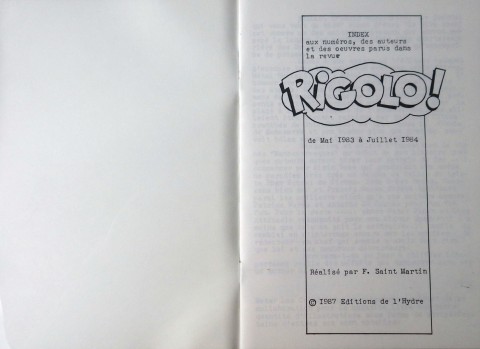 INDEX
aux numéros, des auteurs
et des oeuvres parus dans
la revue
RIGOLO!
de Mai 1983 à Juillet 1984
Réalisé par F. Saint Martin
© 1987 Editions de l'Hydre